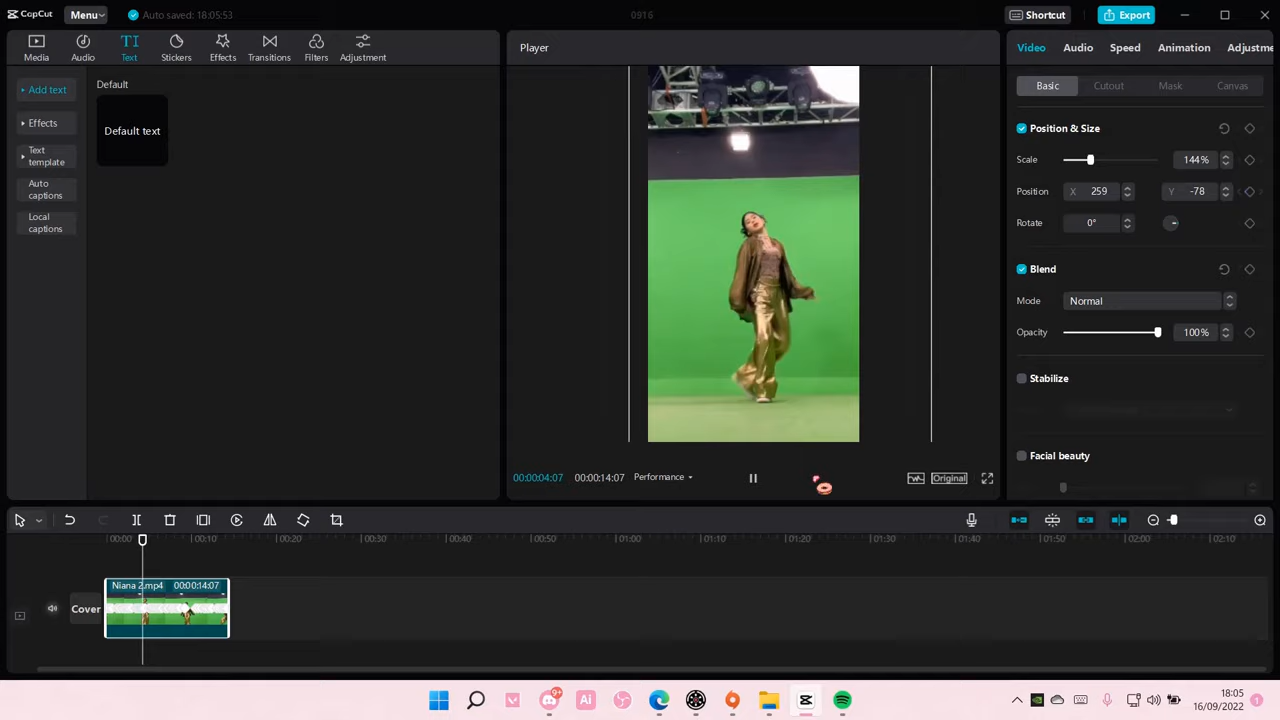 CapCut Menu Auto saved: 18:05:53 0916 Shortcut Export
Media Audio Text Stickers Effects Transitions Filters Adjustment
Player
Video Audio Speed Animation Adjustme
Add text
Effects
Text
template
Auto
captions
Local
captions
Default
Default text
Basic Cutout Mask Canvas
Position & Size
Scale 144%
Position X 259 Y -78
Rotate 0°
Blend
Mode Normal
Opacity 100%
Stabilize
Facial beauty
00:00:04:07 00:00:14:07 Performance Original
00:00 00:10 00:20 00:30 00:40 00:50 01:00 01:10 01:20 01:30 01:40 01:50 02:00 02:10
Niana 2.mp4 00:00:14:07
Cover
9+
Ai
18:05
16/09/2022
1